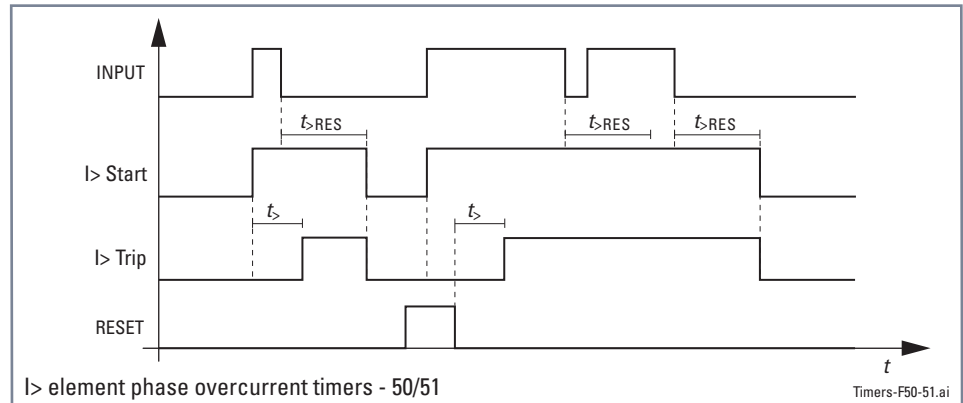 INPUT
t>RES
t>RES
t>RES
I> Start
t>
t>
I> Trip
RESET
t
I> element phase overcurrent timers - 50/51
Timers-F50-51.ai